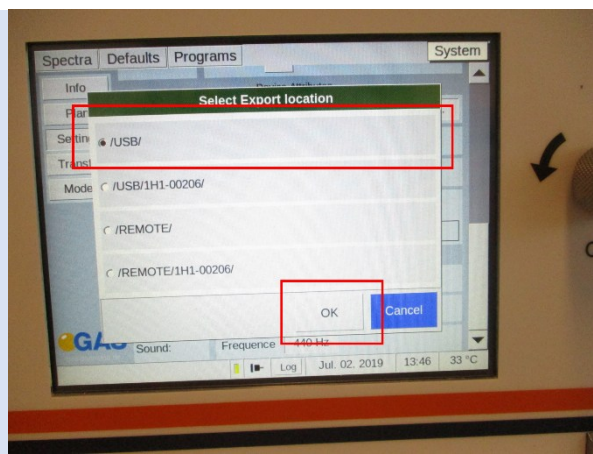 Spectra Defaults Programs System
Info
Select Export location
/USB/
/USB/1H1-00206/
Mode
/REMOTE/
/REMOTE/1H1-00206/
OK Cancel
Sound: Frequence 440 Hz
Log Jul. 02. 2019 13:46 33 °C